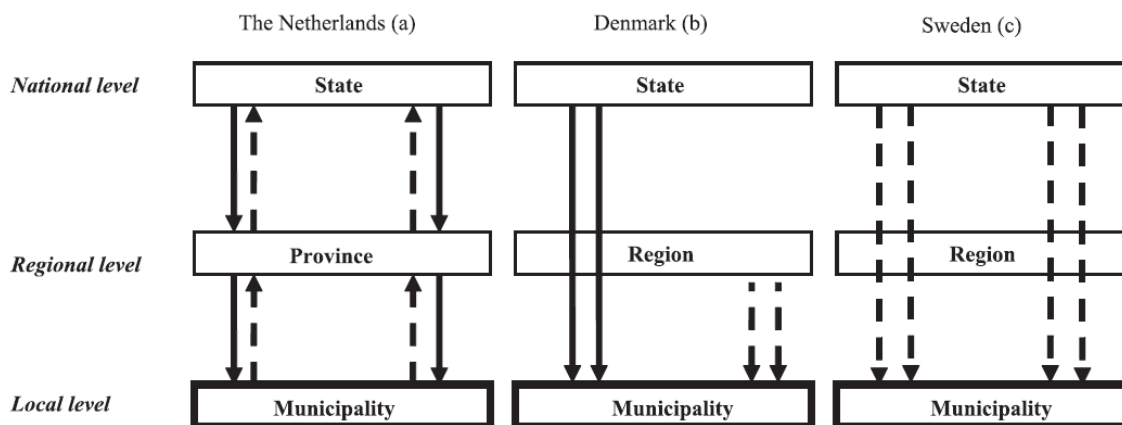 The Netherlands (a) Denmark (b) Sweden (c)
National level State State State
Regional level Province Region Region
Local level Municipality Municipality Municipality